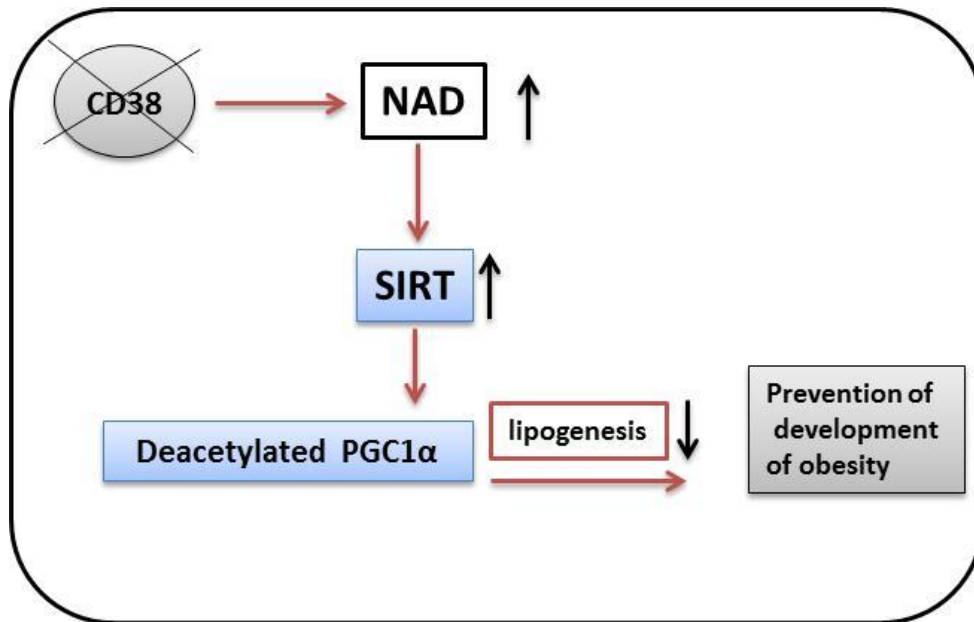 CD38
NAD
SIRT
Deacetylated PGC1α
lipogenesis
Prevention of
development
of obesity